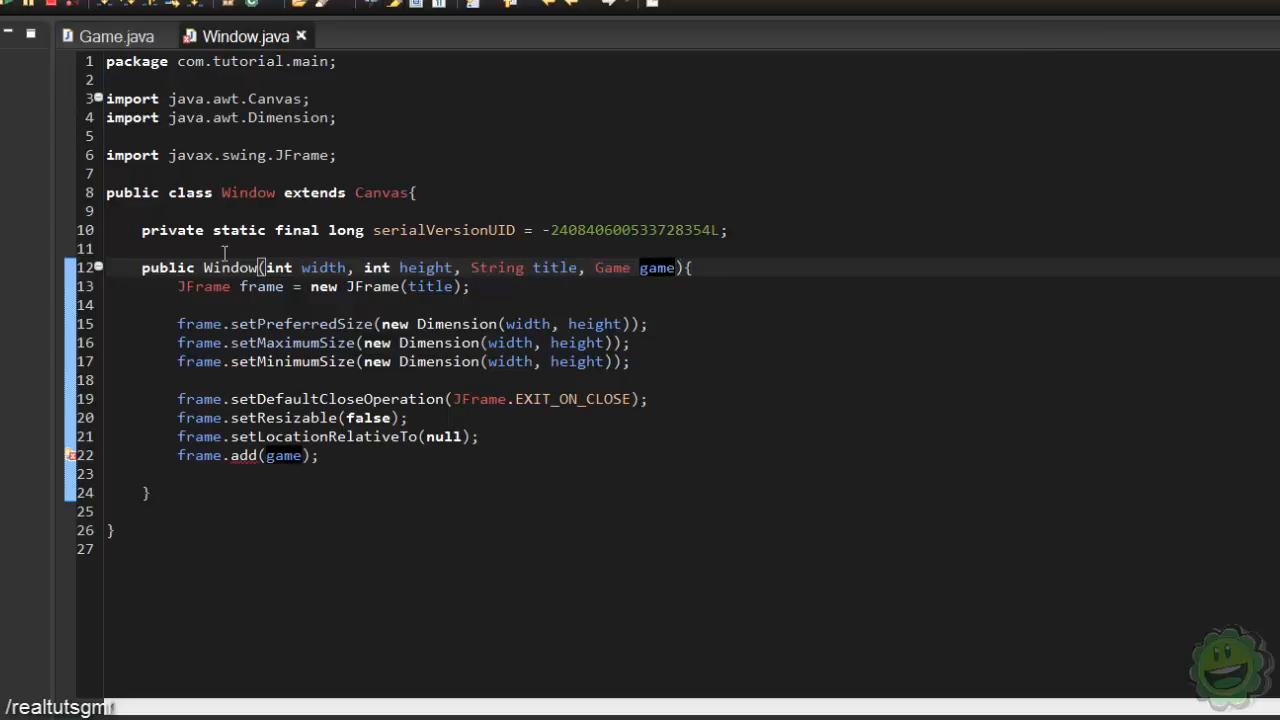 Game.java Window.java
1 package com.tutorial.main;
2
3 import java.awt.Canvas;
4 import java.awt.Dimension;
5
6 import javax.swing.JFrame;
7
8 public class Window extends Canvas{
9
10 private static final long serialVersionUID = -240840600533728354L;
11
12 public Window(int width, int height, String title, Game game){
13 JFrame frame = new JFrame(title);
14
15 frame.setPreferredSize(new Dimension(width, height));
16 frame.setMaximumSize(new Dimension(width, height));
17 frame.setMinimumSize(new Dimension(width, height));
18
19 frame.setDefaultCloseOperation(JFrame.EXIT_ON_CLOSE);
20 frame.setResizable(false);
21 frame.setLocationRelativeTo(null);
22 frame.add(game);
23
24 }
25
26 }
27
/realtutsgm